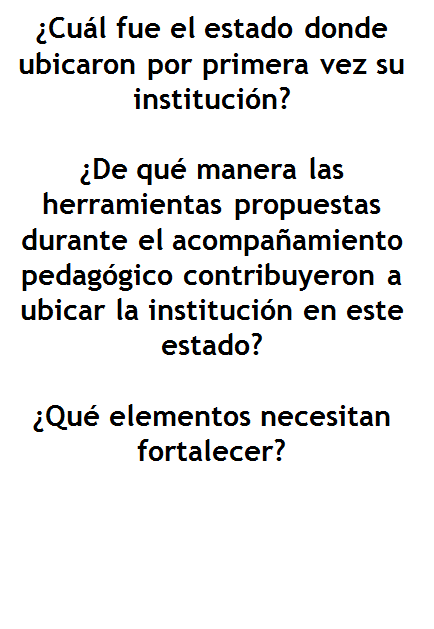 ¿Cuál fue el estado donde
ubicaron por primera vez su
institución?
¿De qué manera las
herramientas propuestas
durante el acompañamiento
pedagógico contribuyeron a
ubicar la institución en este
estado?
¿Qué elementos necesitan
fortalecer?